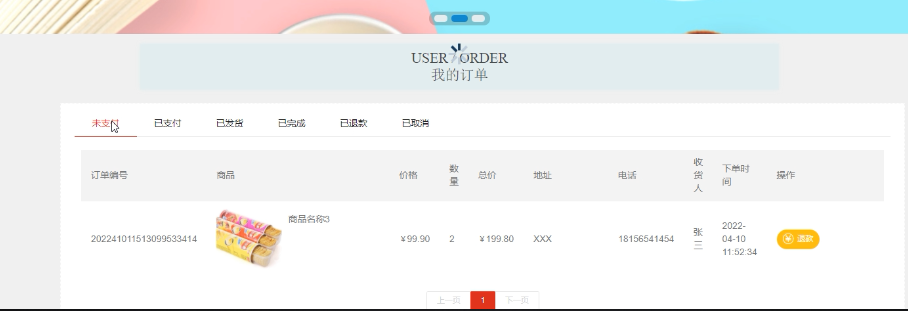 USER / ORDER
我的订单
未支付 已支付 已发货 已完成 已退款 已取消
订单编号 商品 价格 数量 总价 地址 电话 收货人 下单时间 操作
202241011513099533414 商品名称3 ￥99.90 2 ￥199.80 XXX 18156541454 张三 2022-04-10 11:52:34 退款
上一页 1 下一页